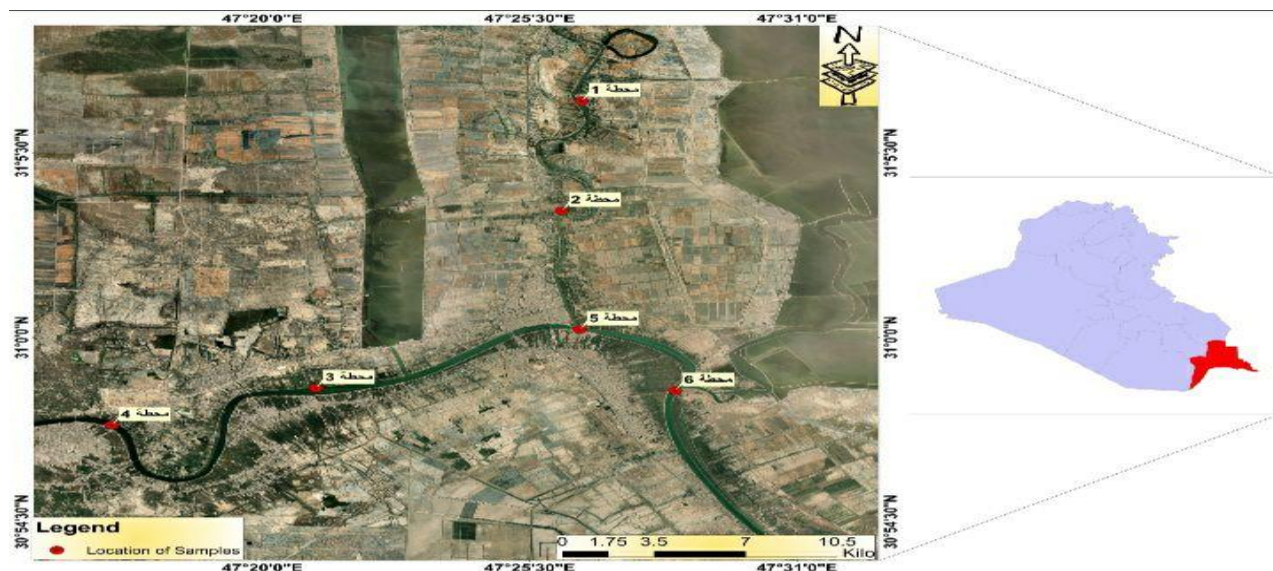 47°20'0"E 47°25'30"E 47°31'0"E
N
محطة 1
31°5'30"N 31°5'30"N
محطة 2
محطة 5
31°0'0"N 31°0'0"N
محطة 3
محطة 6
محطة 4
30°54'30"N 30°54'30"N
Legend
Location of Samples
0 1.75 3.5 7 10.5
Kilo
47°20'0"E 47°25'30"E 47°31'0"E